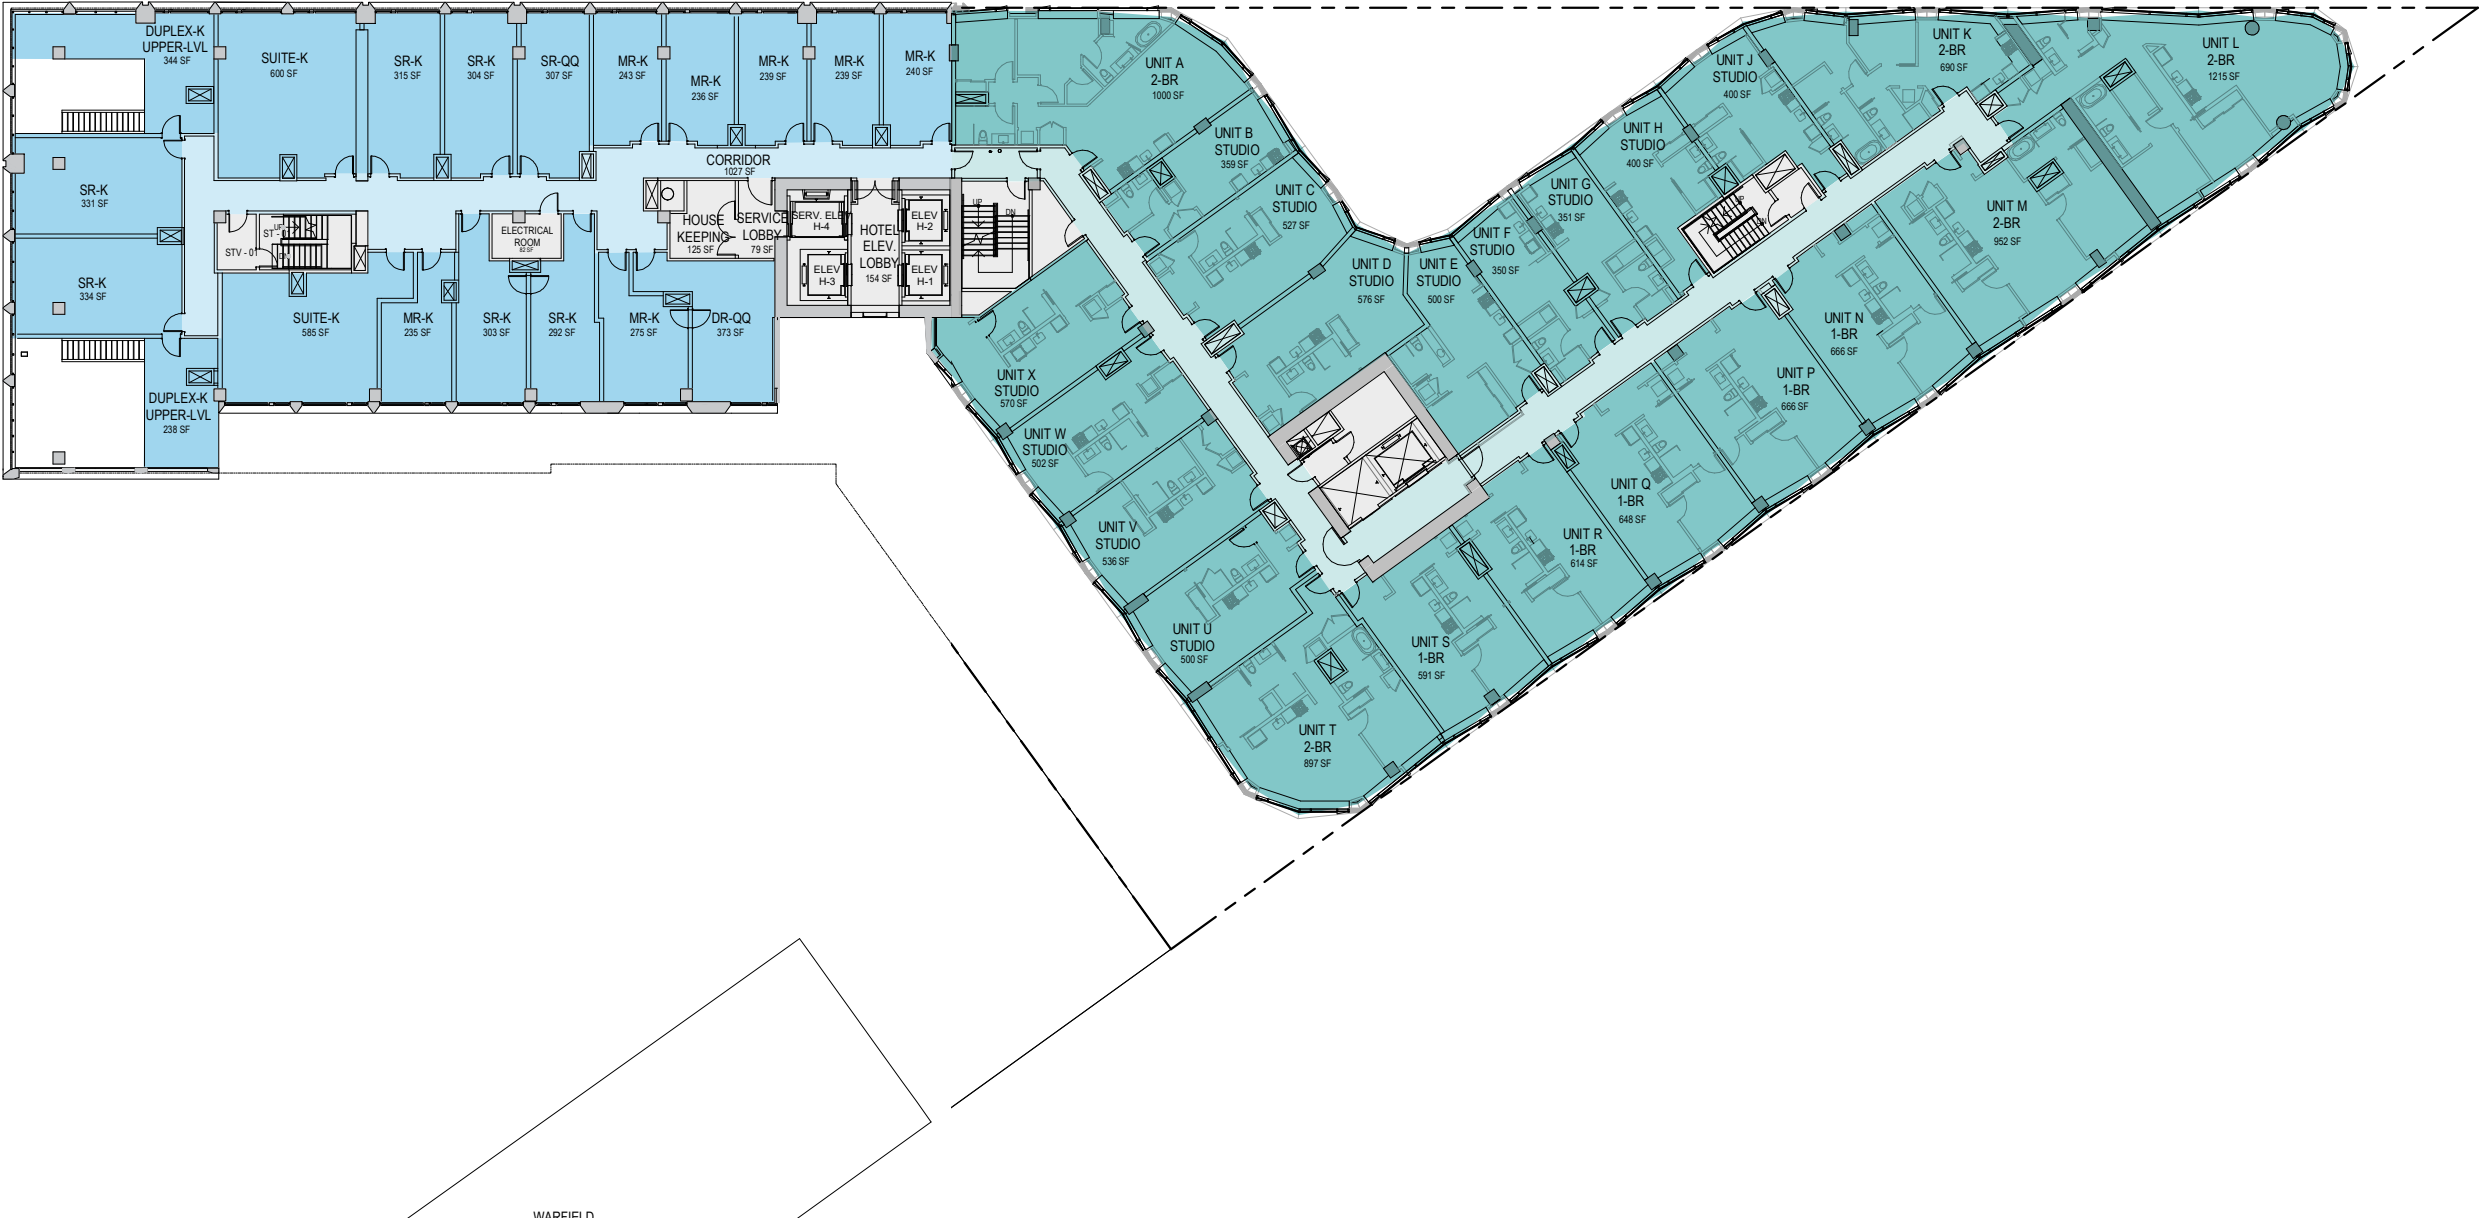 DUPLEX-K
UPPER-LVL
344 SF
SUITE-K
600 SF
SR-K
315 SF
SR-K
304 SF
SR-QQ
307 SF
MR-K
243 SF
MR-K
236 SF
MR-K
239 SF
MR-K
239 SF
MR-K
240 SF
SR-K
331 SF
SR-K
334 SF
CORRIDOR
1027 SF
STV - 01
UP
DN
ELECTRICAL
ROOM
82 SF
HOUSE
KEEPING
125 SF
SERVICE
LOBBY
79 SF
SERV. ELEV
H-4
ELEV
H-3
HOTEL
ELEV.
LOBBY
154 SF
ELEV
H-2
ELEV
H-1
UP
DN
SUITE-K
585 SF
MR-K
235 SF
SR-K
303 SF
SR-K
292 SF
MR-K
275 SF
DR-QQ
373 SF
DUPLEX-K
UPPER-LVL
238 SF
UNIT A
2-BR
1000 SF
UNIT B
STUDIO
359 SF
UNIT C
STUDIO
527 SF
UNIT D
STUDIO
576 SF
UNIT E
STUDIO
500 SF
UNIT F
STUDIO
350 SF
UNIT G
STUDIO
351 SF
UNIT H
STUDIO
400 SF
UNIT J
STUDIO
400 SF
UNIT K
2-BR
690 SF
UNIT L
2-BR
1215 SF
UP
DN
UNIT M
2-BR
952 SF
UNIT N
1-BR
666 SF
UNIT P
1-BR
666 SF
UNIT Q
1-BR
648 SF
UNIT R
1-BR
614 SF
UNIT S
1-BR
591 SF
UNIT T
2-BR
897 SF
UNIT U
STUDIO
500 SF
UNIT V
STUDIO
536 SF
UNIT W
STUDIO
502 SF
UNIT X
STUDIO
570 SF
WARFIELD